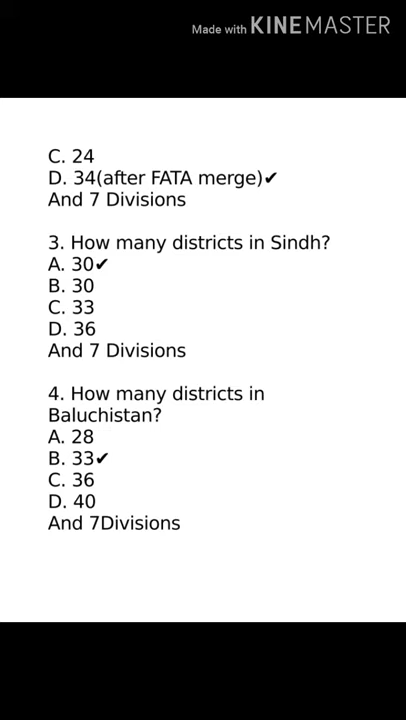 Made with KINEMASTER
C. 24
D. 34(after FATA merge)✔
And 7 Divisions
3. How many districts in Sindh?
A. 30✔
B. 30
C. 33
D. 36
And 7 Divisions
4. How many districts in
Baluchistan?
A. 28
B. 33✔
C. 36
D. 40
And 7Divisions